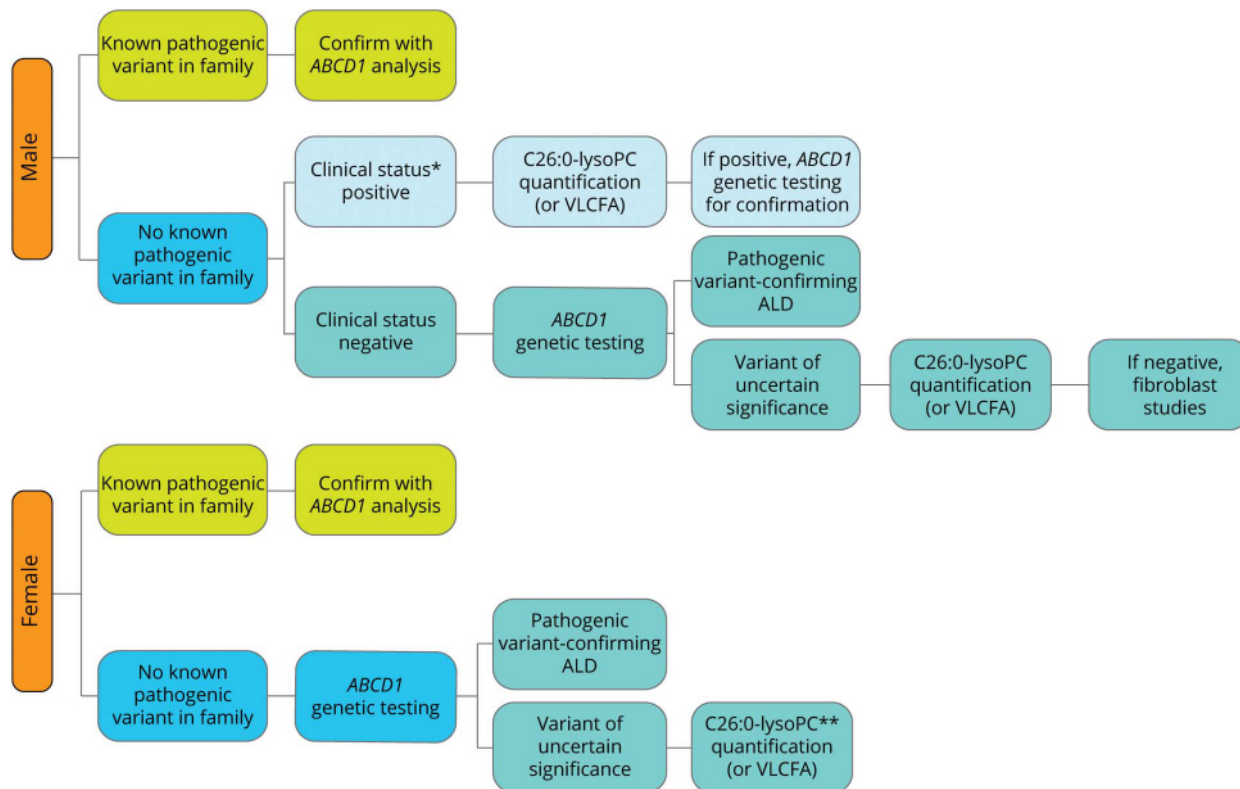 Male
Known pathogenic
variant in family
Confirm with
ABCD1 analysis
No known
pathogenic
variant in family
Clinical status*
positive
C26:0-lysoPC
quantification
(or VLCFA)
If positive, ABCD1
genetic testing
for confirmation
Clinical status
negative
ABCD1
genetic testing
Pathogenic
variant-confirming
ALD
Variant of
uncertain
significance
C26:0-lysoPC
quantification
(or VLCFA)
If negative,
fibroblast
studies
Female
Known pathogenic
variant in family
Confirm with
ABCD1 analysis
No known
pathogenic
variant in family
ABCD1
genetic testing
Pathogenic
variant-confirming
ALD
Variant of
uncertain
significance
C26:0-lysoPC**
quantification
(or VLCFA)